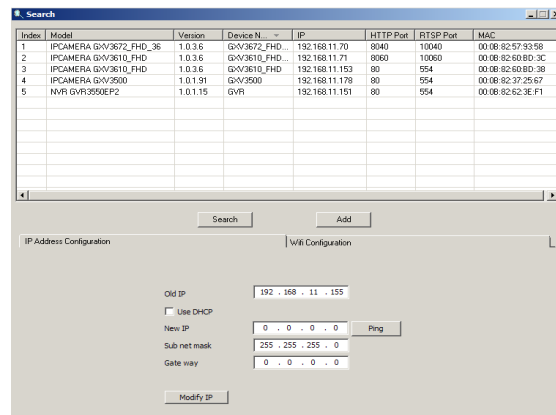 Search
Index Model Version Device N... IP HTTP Port RTSP Port MAC
1 IPCAMERA GXV3672_FHD_36 1.0.3.6 GXV3672_FHD... 192.168.11.70 8040 10040 00:0B:82:57:93:58
2 IPCAMERA GXV3610_FHD 1.0.3.6 GXV3610_FHD... 192.168.11.71 8060 10060 00:0B:82:60:BD:3C
3 IPCAMERA GXV3610_FHD 1.0.3.6 GXV3610_FHD 192.168.11.153 80 554 00:0B:82:60:BD:38
4 IPCAMERA GXV3500 1.0.1.91 GXV3500 192.168.11.178 80 554 00:0B:82:37:25:67
5 NVR GVR3550EP2 1.0.1.15 GVR 192.168.11.151 80 554 00:0B:82:62:3E:F1
Search Add
IP Address Configuration Wifi Configuration
Old IP 192 . 168 . 11 . 155
Use DHCP
New IP 0 . 0 . 0 . 0 Ping
Sub net mask 255 . 255 . 255 . 0
Gate way 0 . 0 . 0 . 0
Modify IP